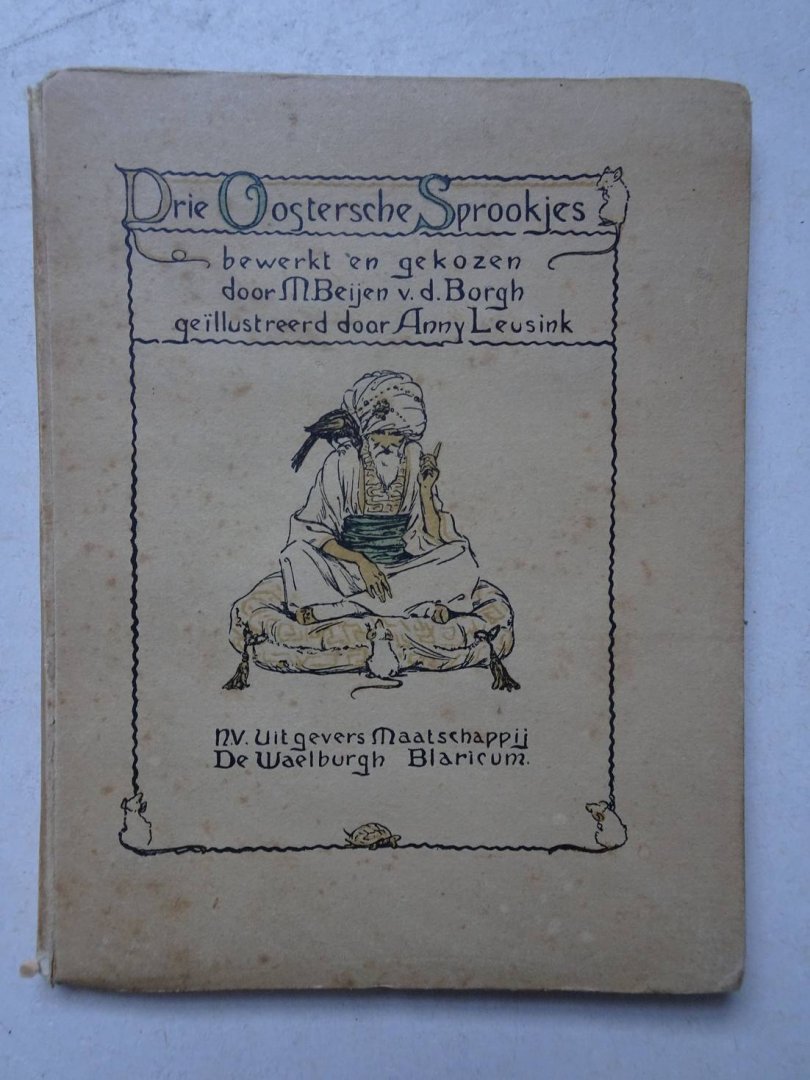 Drie Oostersche Sprookjes
bewerkt en gekozen
door M. Beijen v. d. Borgh
geïllustreerd door Anny Leusink
N.V. Uitgevers Maatschappij
De Waelburgh Blaricum.